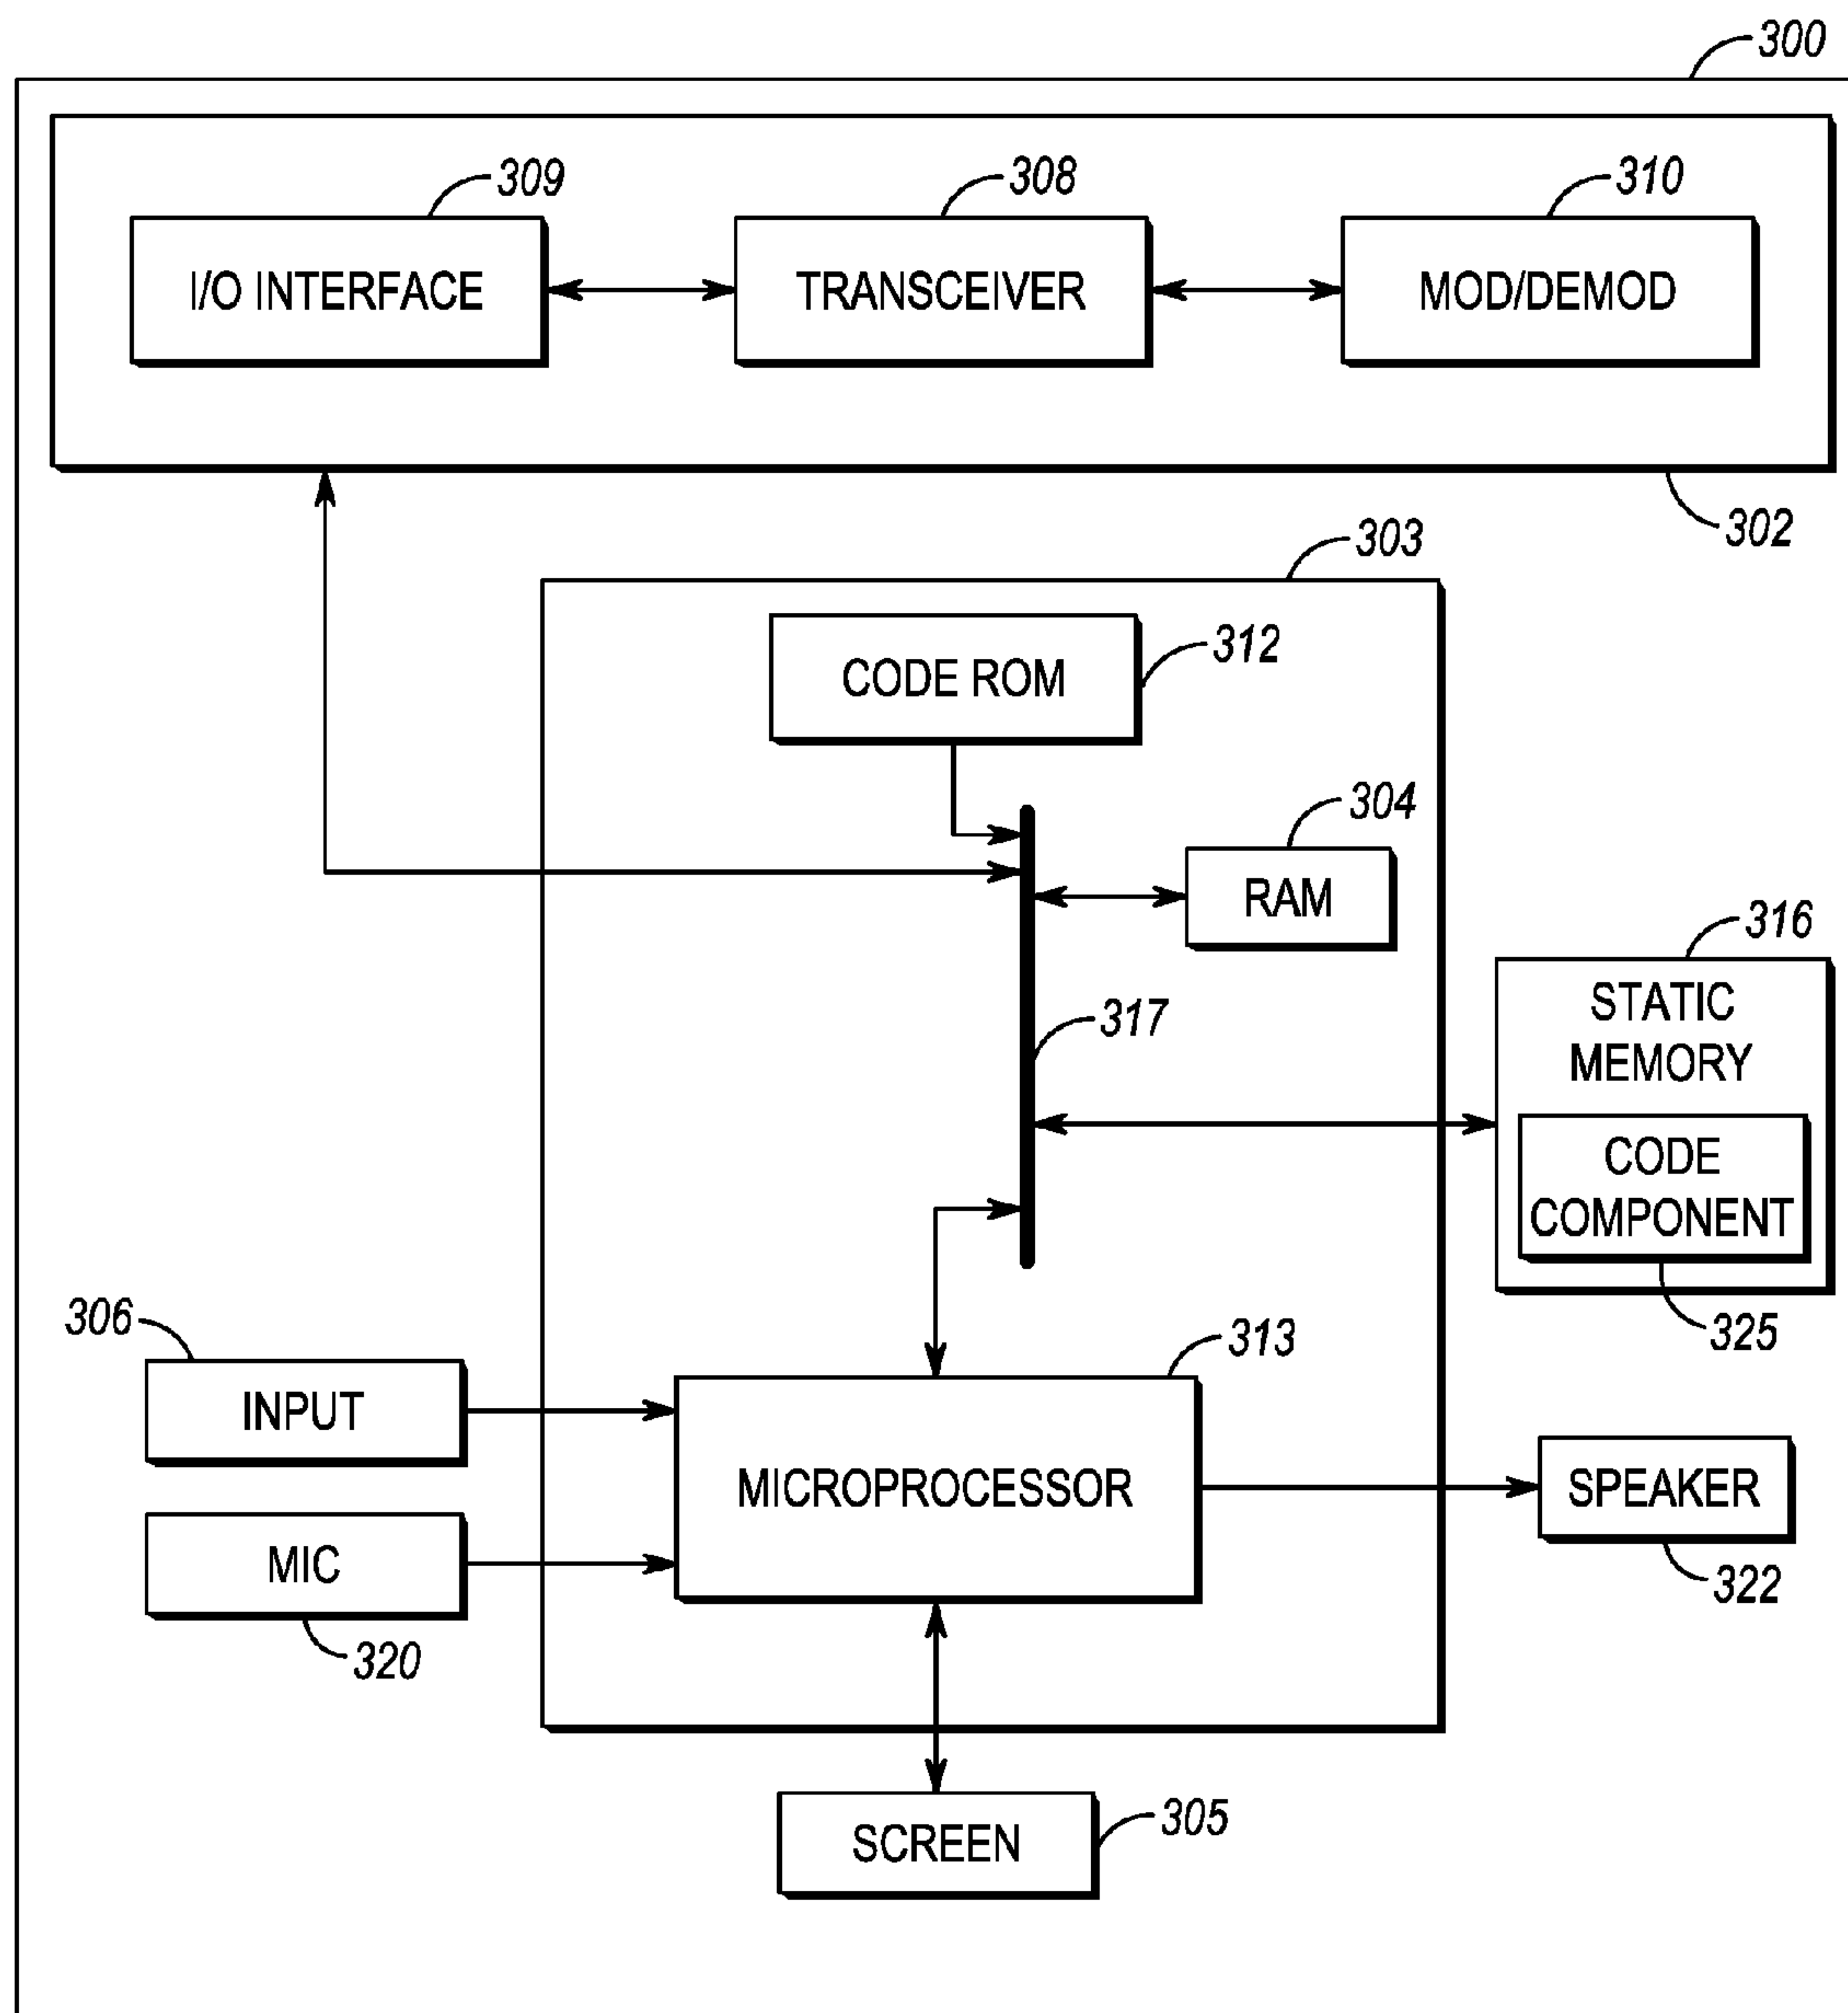 300
309
308
310
I/O INTERFACE
TRANSCEIVER
MOD/DEMOD
302
303
CODE ROM
312
304
RAM
316
STATIC
MEMORY
317
CODE
COMPONENT
325
306
INPUT
313
MICROPROCESSOR
SPEAKER
322
MIC
320
SCREEN
305